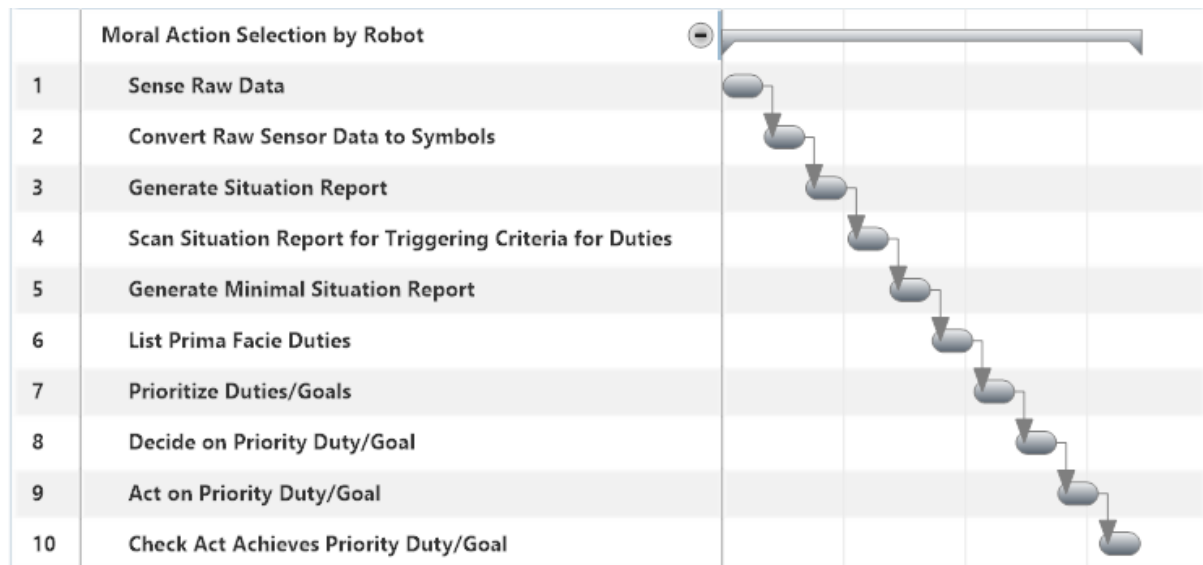 Moral Action Selection by Robot
1 Sense Raw Data
2 Convert Raw Sensor Data to Symbols
3 Generate Situation Report
4 Scan Situation Report for Triggering Criteria for Duties
5 Generate Minimal Situation Report
6 List Prima Facie Duties
7 Prioritize Duties/Goals
8 Decide on Priority Duty/Goal
9 Act on Priority Duty/Goal
10 Check Act Achieves Priority Duty/Goal